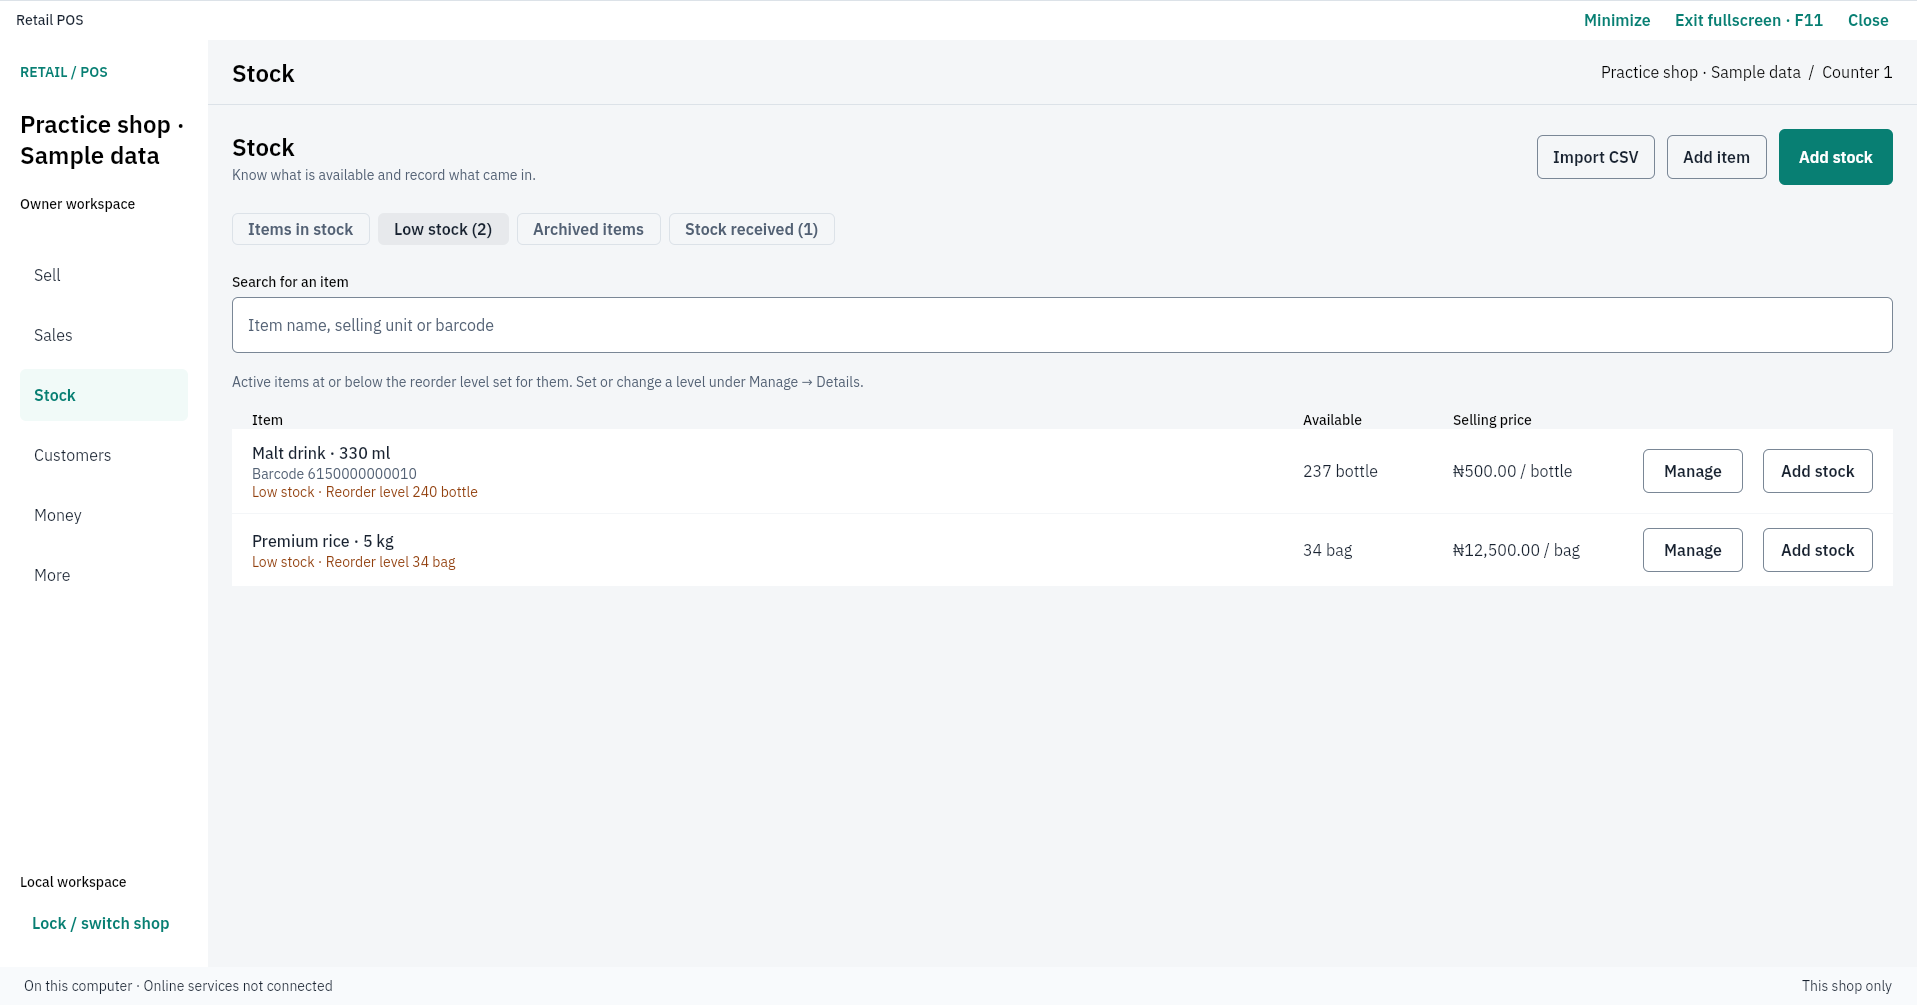 Retail POS
Minimize
Exit fullscreen · F11
Close
RETAIL / POS
Practice shop ·
Sample data
Owner workspace
Sell
Sales
Stock
Customers
Money
More
Local workspace
Lock / switch shop
Stock
Practice shop · Sample data / Counter 1
Stock
Know what is available and record what came in.
Import CSV
Add item
Add stock
Items in stock
Low stock (2)
Archived items
Stock received (1)
Search for an item
Item name, selling unit or barcode
Active items at or below the reorder level set for them. Set or change a level under Manage → Details.
Item Available Selling price
Malt drink · 330 ml
Barcode 6150000000010
Low stock · Reorder level 240 bottle
237 bottle
₦500.00 / bottle
Manage
Add stock
Premium rice · 5 kg
Low stock · Reorder level 34 bag
34 bag
₦12,500.00 / bag
Manage
Add stock
On this computer · Online services not connected
This shop only